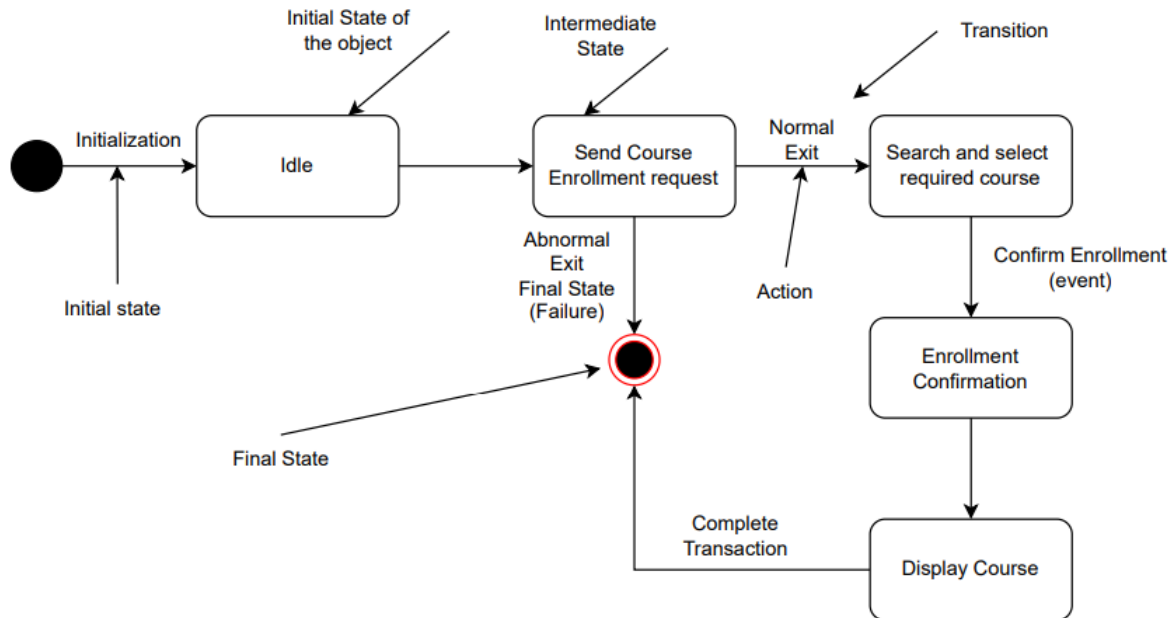 Initial State of
the object
Intermediate
State
Transition
Initialization
Idle
Send Course
Enrollment request
Normal
Exit
Search and select
required course
Abnormal
Exit
Final State
(Failure)
Confirm Enrollment
(event)
Initial state
Action
Enrollment
Confirmation
Final State
Complete
Transaction
Display Course